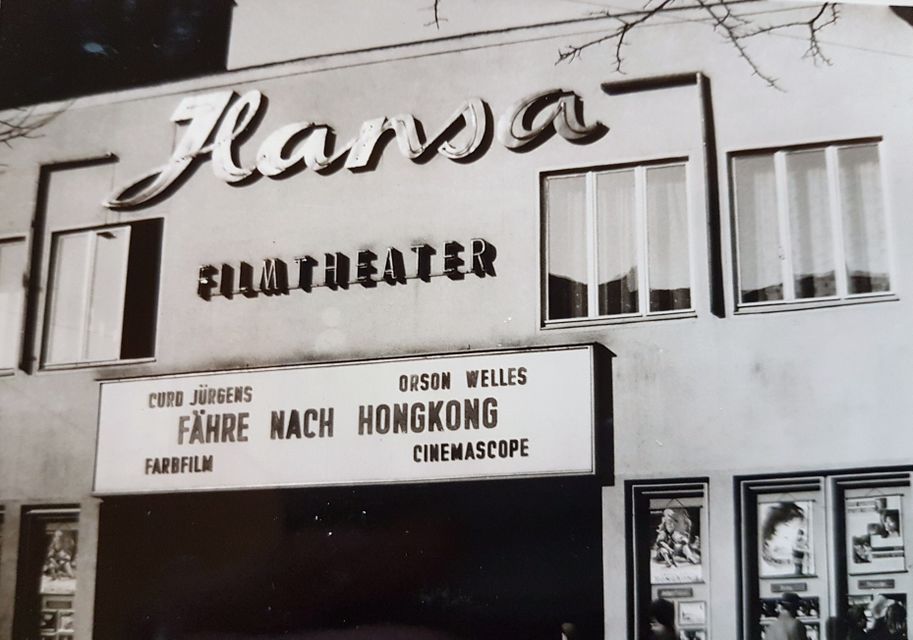 Hansa
FILMTHEATER
CURD JÜRGENS ORSON WELLES
FÄHRE NACH HONGKONG
FARBFILM CINEMASCOPE